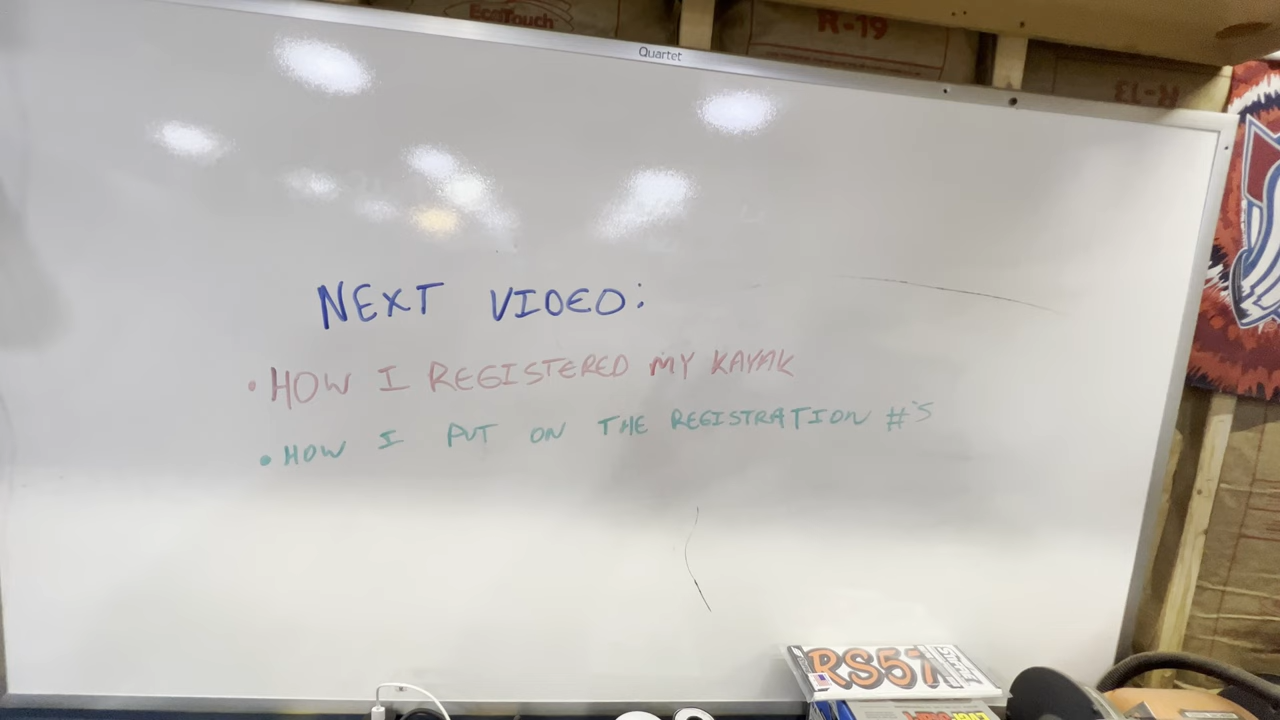 EcoTouch
R-19
Quartet
R-13
NEXT VIDEO:
• HOW I REGISTERED MY KAYAK
• HOW I PUT ON THE REGISTRATION #'S
RS57